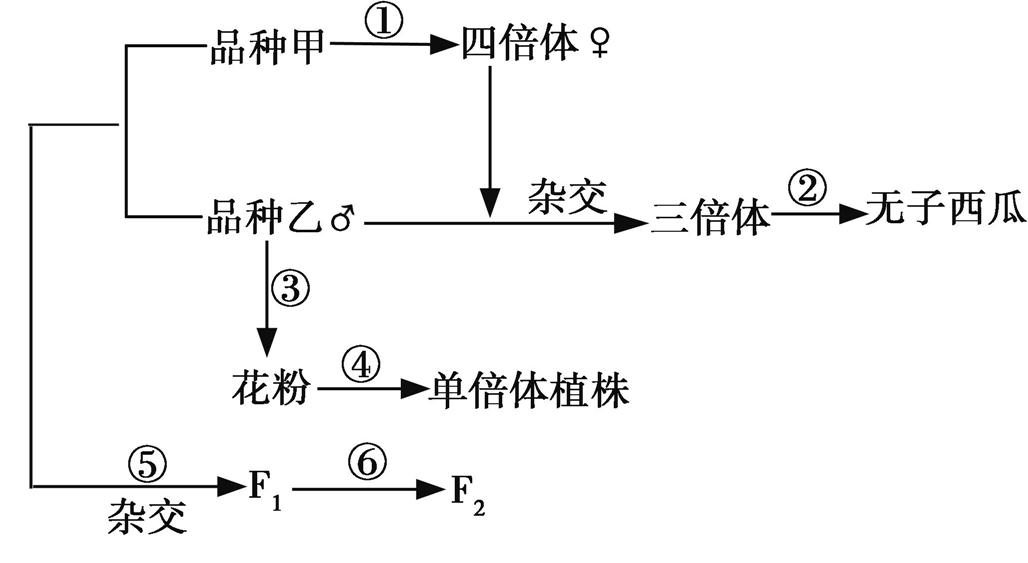 品种甲 ① 四倍体♀
杂交
品种乙♂ 三倍体 ② 无子西瓜
③
花粉 ④ 单倍体植株
⑤ F₁ ⑥ F₂
杂交